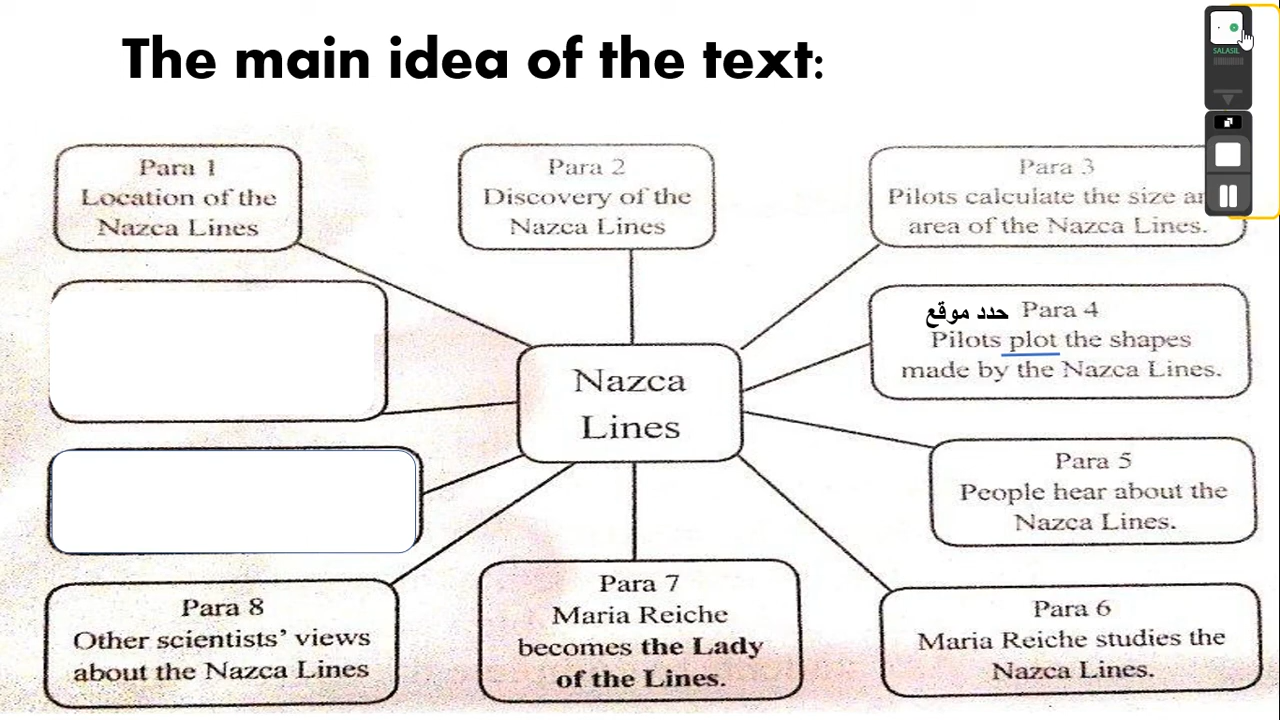 The main idea of the text:
SALASIL
Para 1
Location of the
Nazca Lines
Para 2
Discovery of the
Nazca Lines
Para 3
Pilots calculate the size
area of the Nazca Lines.
حدد موقع Para 4
Pilots plot the shapes
made by the Nazca Lines.
Nazca
Lines
Para 5
People hear about the
Nazca Lines.
Para 8
Other scientists’ views
about the Nazca Lines
Para 7
Maria Reiche
becomes the Lady
of the Lines.
Para 6
Maria Reiche studies the
Nazca Lines.